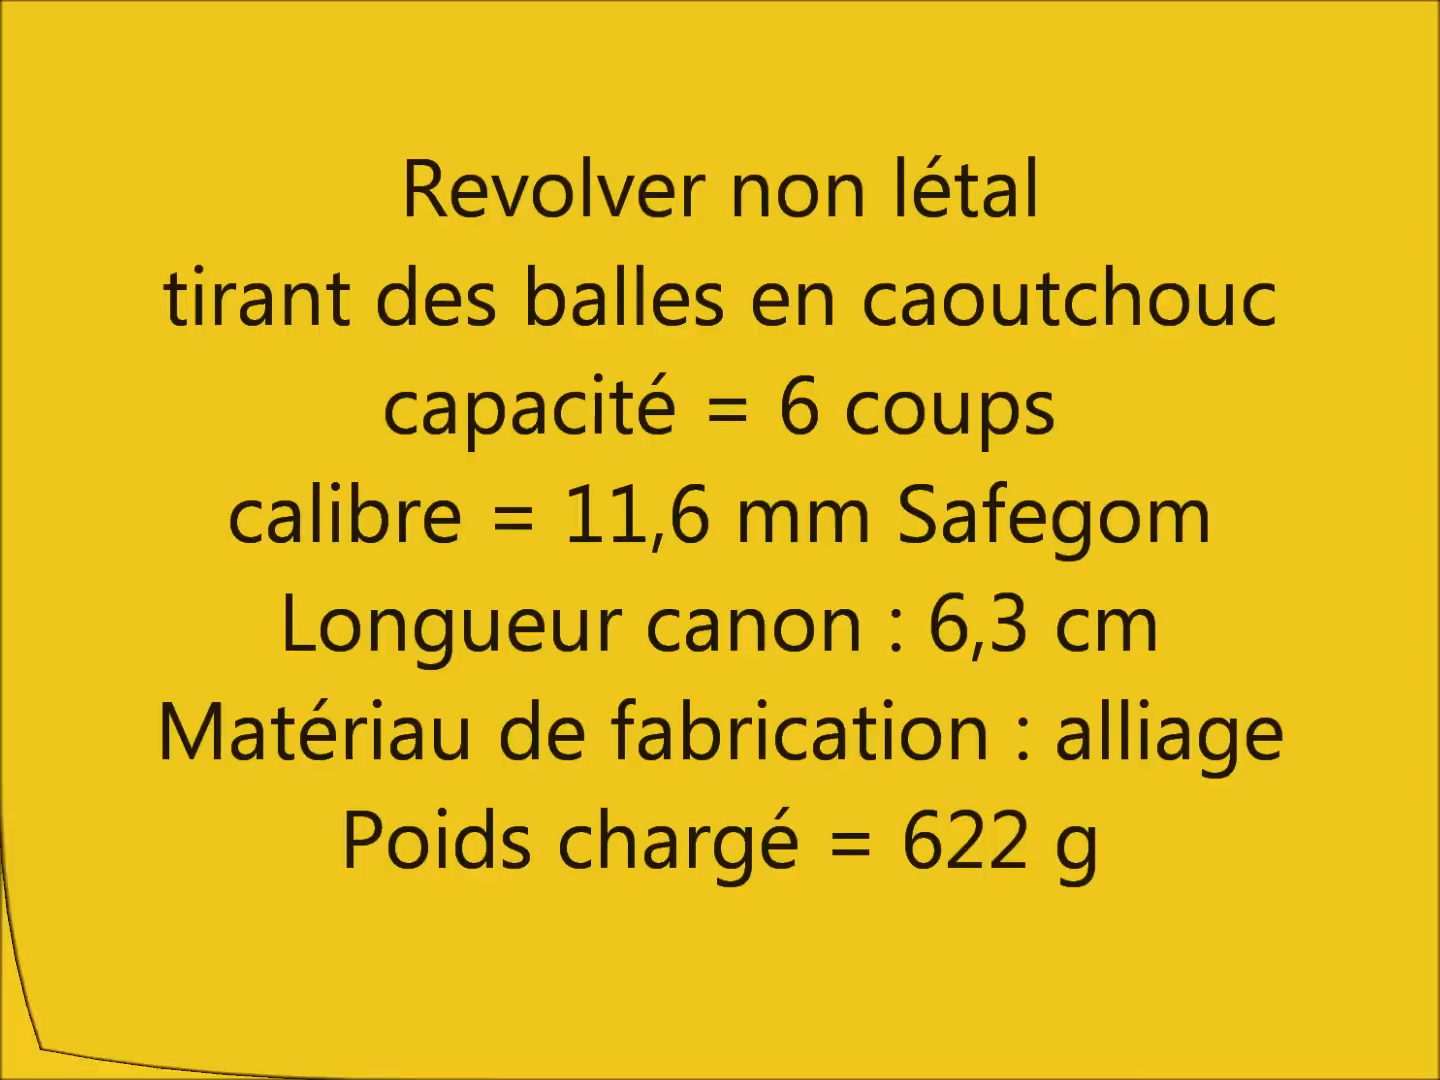 Revolver non létal
tirant des balles en caoutchouc
capacité = 6 coups
calibre = 11,6 mm Safegom
Longueur canon : 6,3 cm
Matériau de fabrication : alliage
Poids chargé = 622 g